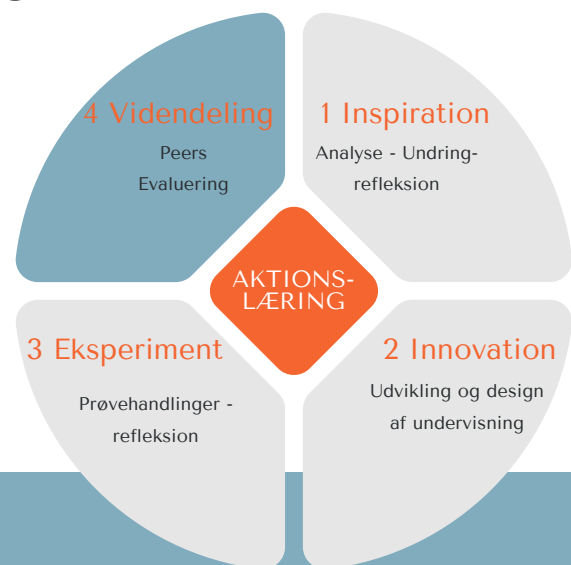 4 Videndeling
Peers
Evaluering
1 Inspiration
Analyse - Undring-
refleksion
AKTIONS-
LÆRING
3 Eksperiment
Prøvehandlinger -
refleksion
2 Innovation
Udvikling og design
af undervisning